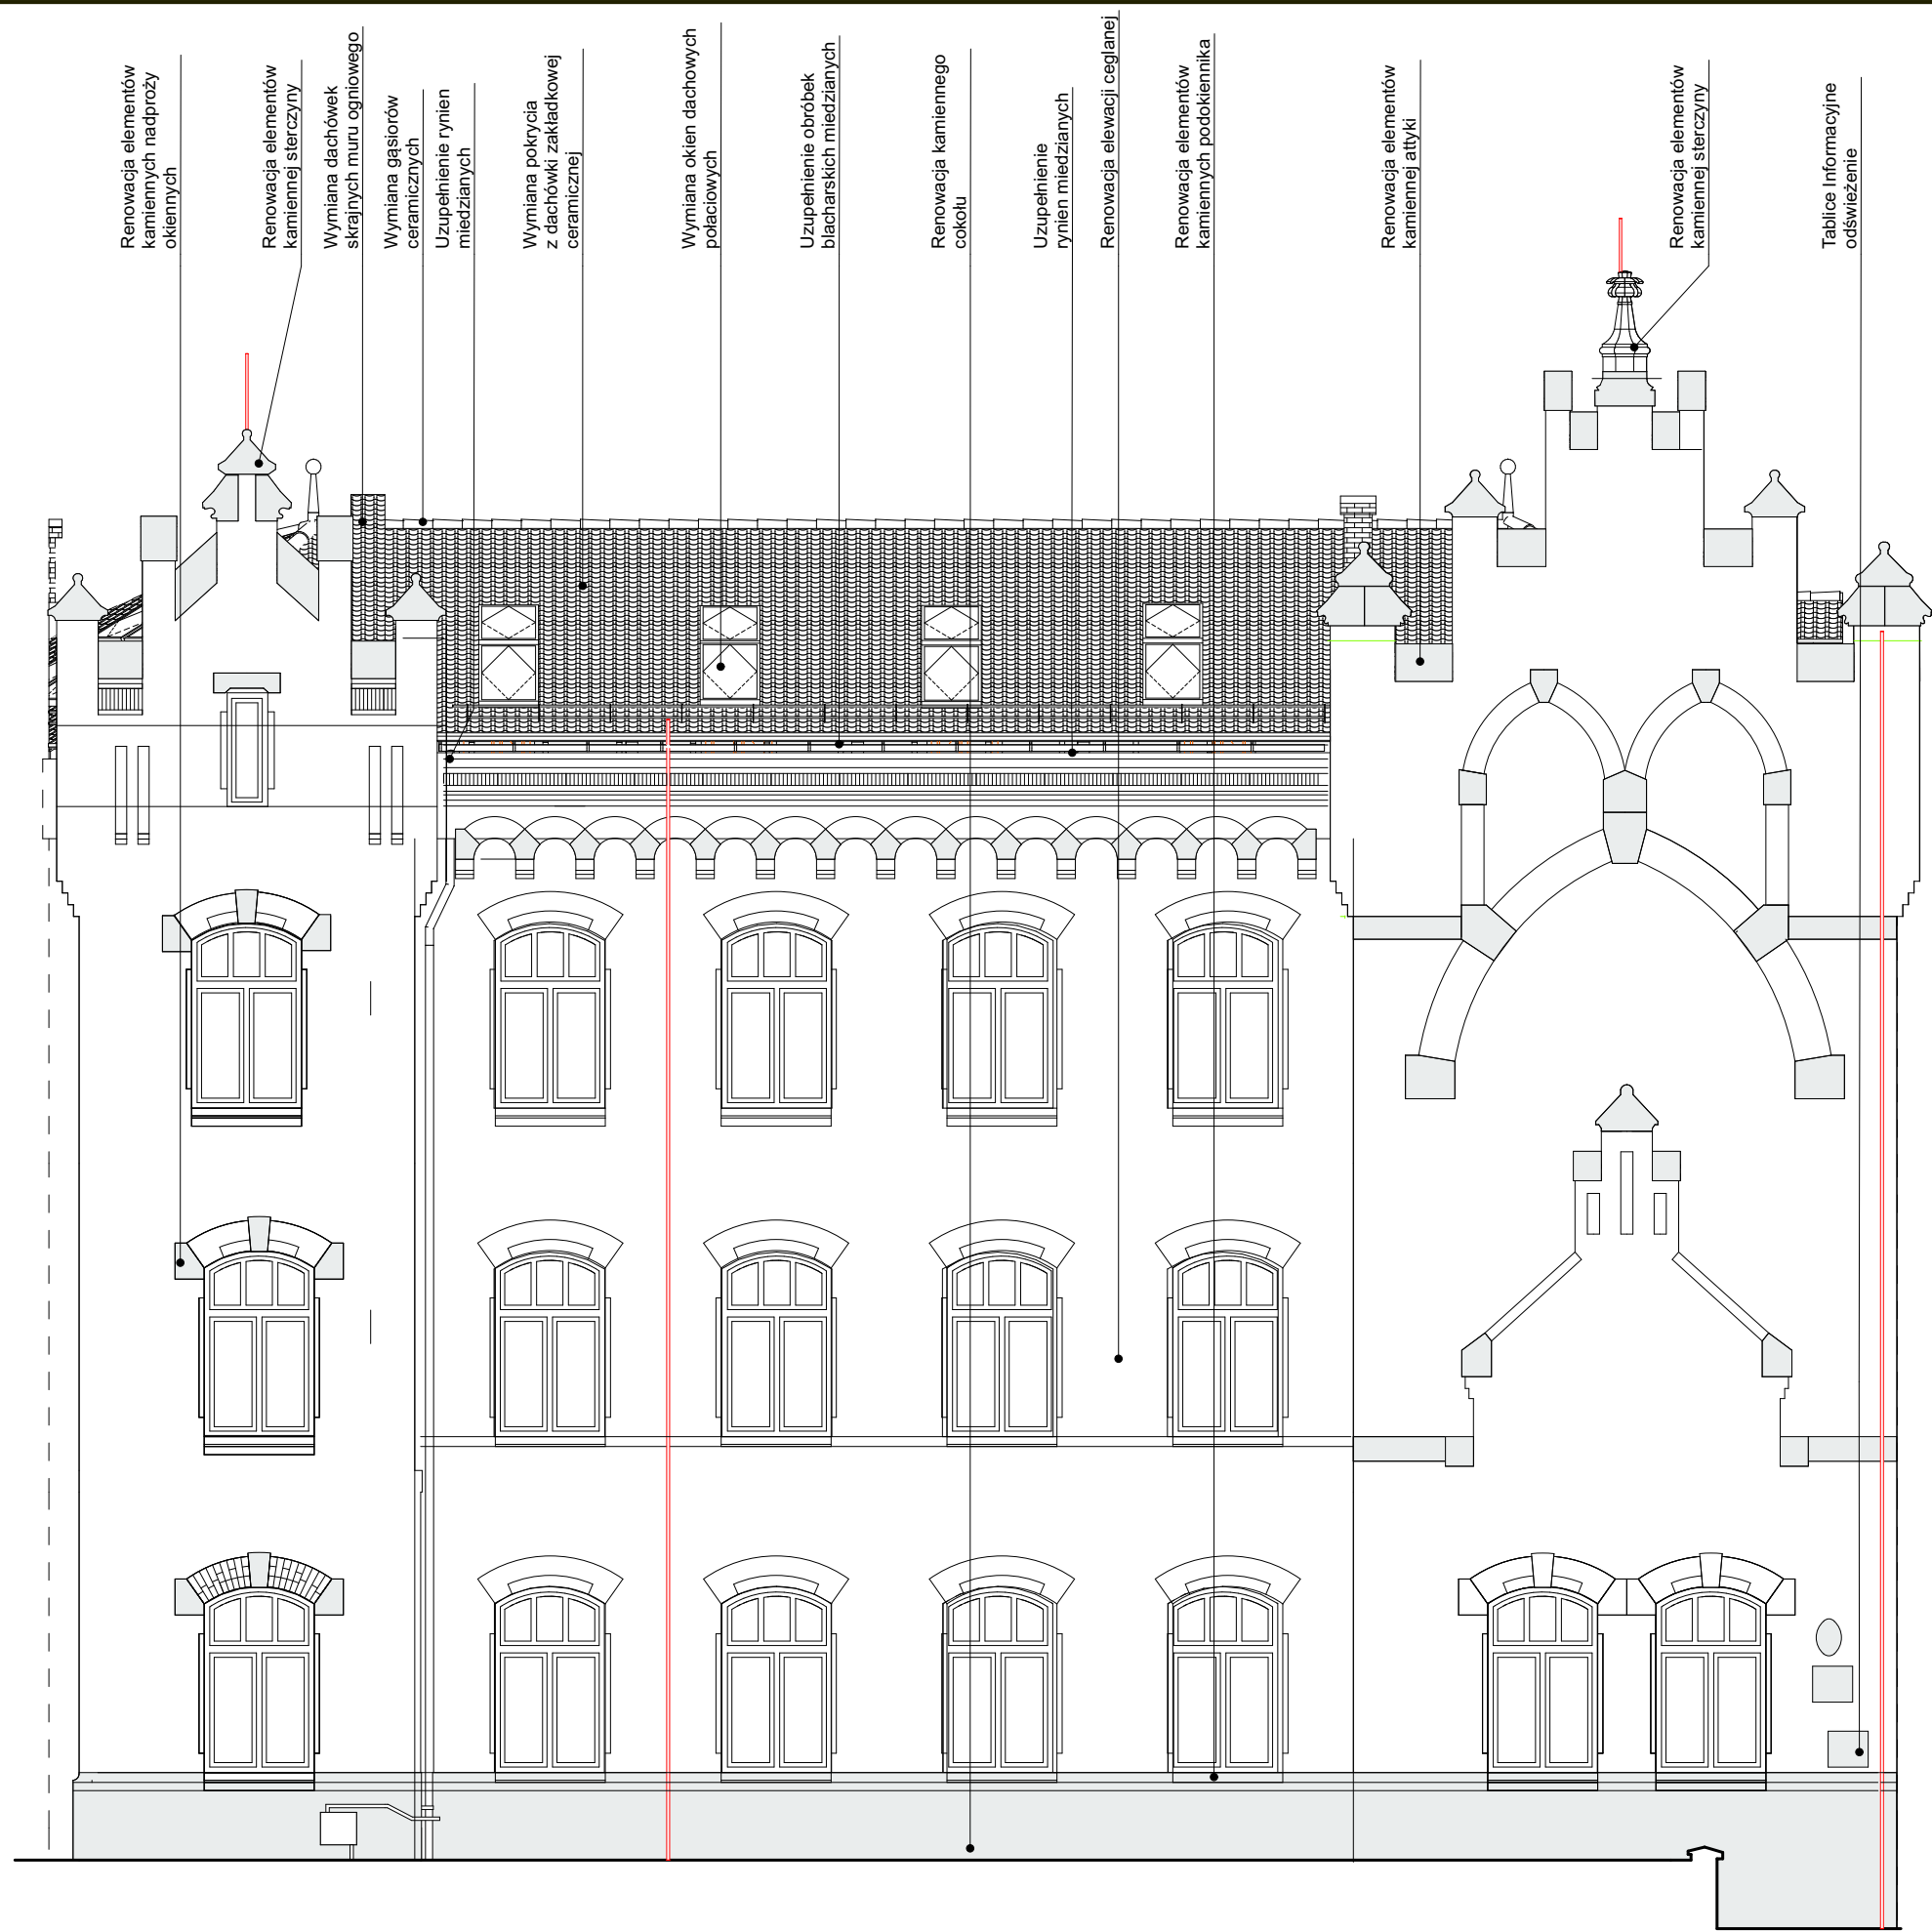 Renowacja elementów
kamiennych nadproży
okiennych
Renowacja elementów
kamiennej sterczyny
Wymiana dachówek
skrajnych muru ogniowego
Wymiana gąsiorów
ceramicznych
Uzupełnienie rynien
miedzianych
Wymiana pokrycia
z dachówki zakładkowej
ceramicznej
Wymiana okien dachowych
połaciowych
Uzupełnienie obróbek
blacharskich miedzianych
Renowacja kamiennego
cokołu
Uzupełnienie
rynien miedzianych
Renowacja elewacji ceglanej
Renowacja elementów
kamiennych podokiennika
Renowacja elementów
kamiennej attyki
Renowacja elementów
kamiennej sterczyny
Tablice Informacyjne
odświeżenie